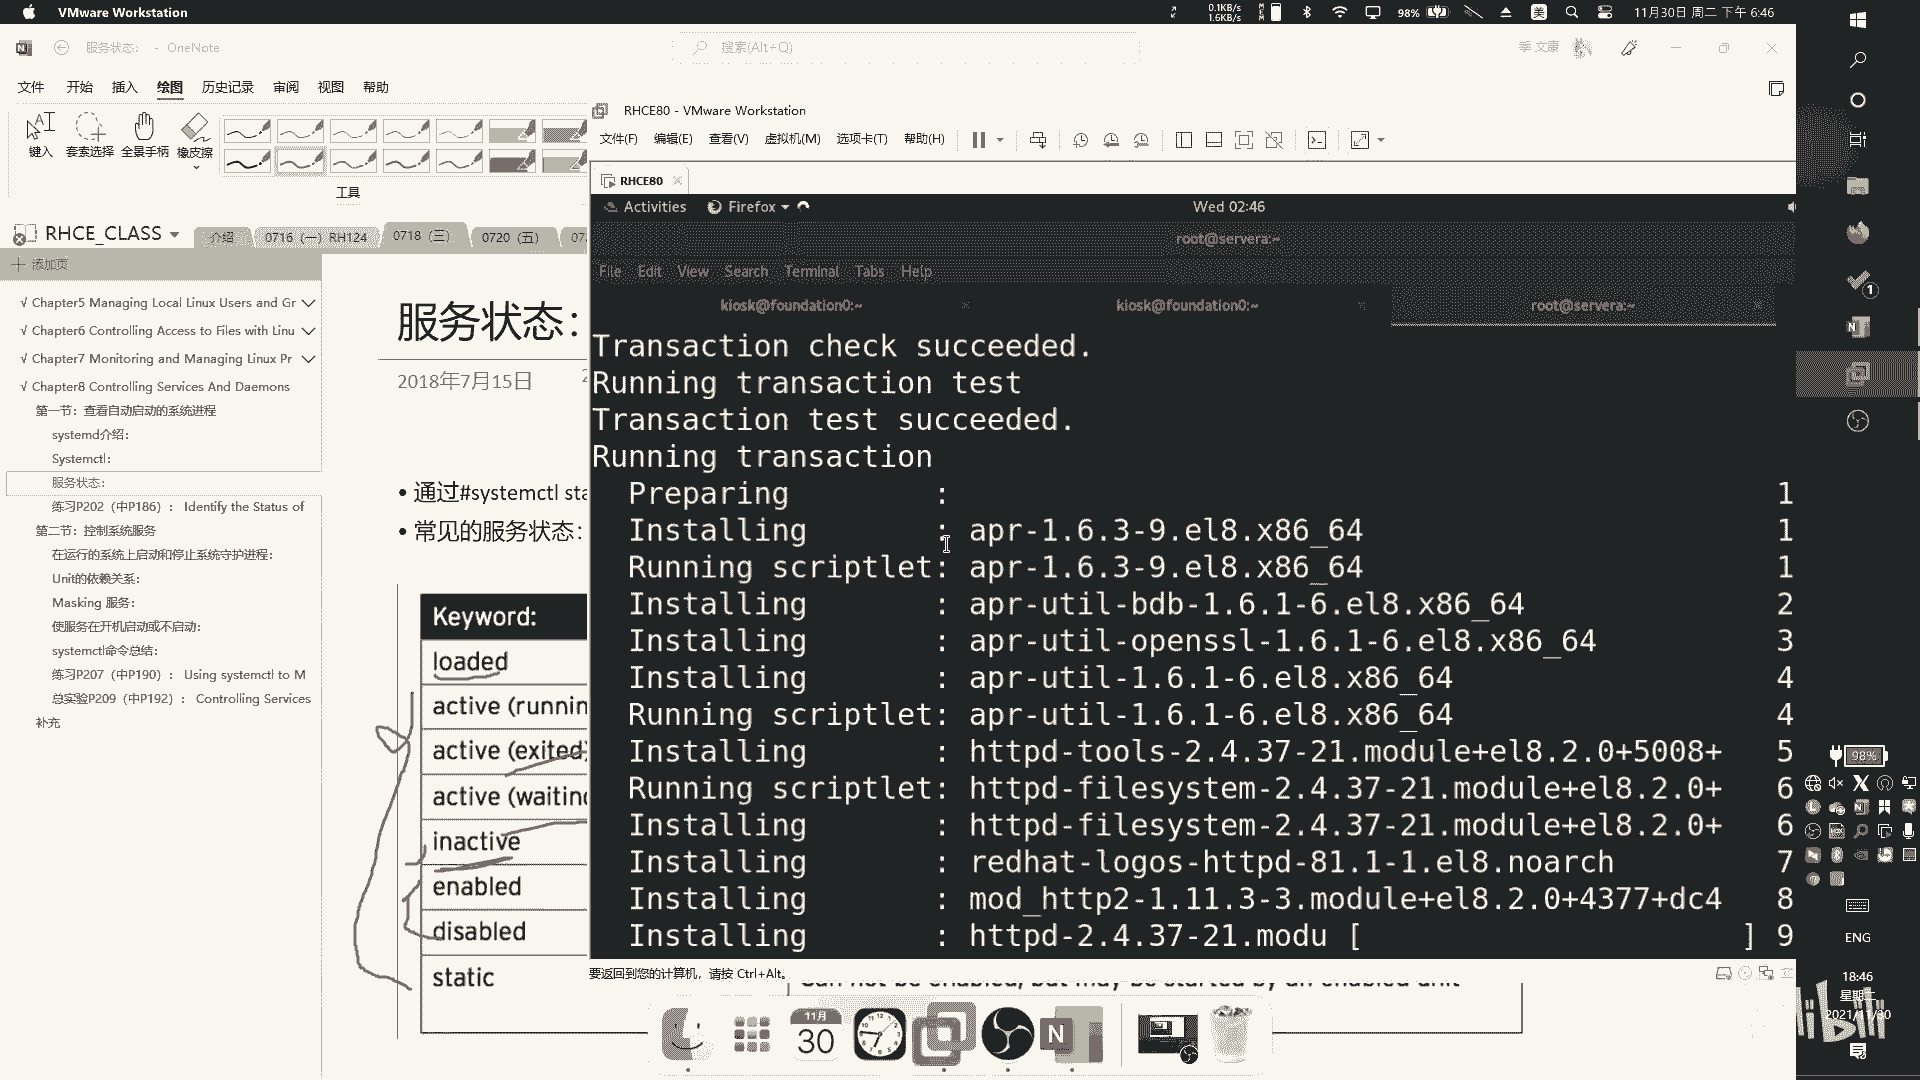 VMware Workstation
0.1KB/s
1.6KB/s
98%
美
11月30日 周二 下午 6:46
服务状态: - OneNote
搜索(Alt+Q)
季 文康
文件 开始 插入 绘图 历史记录 审阅 视图 帮助
键入 套索选择 全景手柄 橡皮擦
工具
RHCE_CLASS
介绍 0716（一）RH124 0718（三） 0720（五） 07
添加页
√ Chapter5 Managing Local Linux Users and Gr
√ Chapter6 Controlling Access to Files with Linu
√ Chapter7 Monitoring and Managing Linux Pr
√ Chapter8 Controlling Services And Daemons
第一节：查看自动启动的系统进程
systemd介绍:
Systemctl:
服务状态:
练习P202（中P186）： Identify the Status of
第二节：控制系统服务
在运行的系统上启动和停止系统守护进程:
Unit的依赖关系:
Masking 服务:
使服务在开机启动或不启动:
systemctl命令总结:
练习P207（中P190）： Using systemctl to M
总实验P209（中P192）： Controlling Services
补充
服务状态:
2018年7月15日
• 通过#systemctl sta
• 常见的服务状态:
Keyword:
loaded
active (runnin
active (exited)
active (waiting
inactive
enabled
disabled
static
Can not be enabled, but may be started by an enabled unit
RHCE80 - VMware Workstation
文件(F) 编辑(E) 查看(V) 虚拟机(M) 选项卡(T) 帮助(H)
RHCE80
Activities Firefox Wed 02:46
root@servera:~
File Edit View Search Terminal Tabs Help
kiosk@foundation0:~ kiosk@foundation0:~ root@servera:~
Transaction check succeeded.
Running transaction test
Transaction test succeeded.
Running transaction
Preparing : 1
Installing : apr-1.6.3-9.el8.x86_64 1
Running scriptlet: apr-1.6.3-9.el8.x86_64 1
Installing : apr-util-bdb-1.6.1-6.el8.x86_64 2
Installing : apr-util-openssl-1.6.1-6.el8.x86_64 3
Installing : apr-util-1.6.1-6.el8.x86_64 4
Running scriptlet: apr-util-1.6.1-6.el8.x86_64 4
Installing : httpd-tools-2.4.37-21.module+el8.2.0+5008+ 5
Running scriptlet: httpd-filesystem-2.4.37-21.module+el8.2.0+ 6
Installing : httpd-filesystem-2.4.37-21.module+el8.2.0+ 6
Installing : redhat-logos-httpd-81.1-1.el8.noarch 7
Installing : mod_http2-1.11.3-3.module+el8.2.0+4377+dc4 8
Installing : httpd-2.4.37-21.modu [ ] 9
要返回到您的计算机，请按 Ctrl+Alt。
11月
30
N
1
98%
ENG
18:46
星期二
2021/11/30